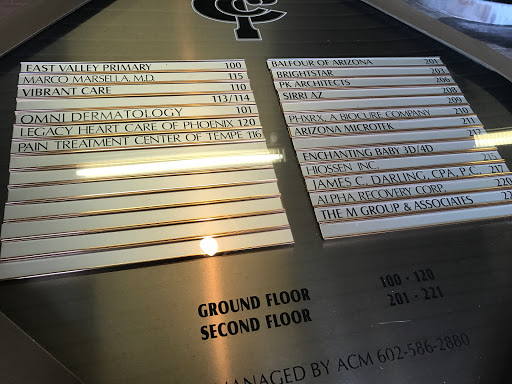 EAST VALLEY PRIMARY 100
MARCO MARSELLA, M.D. 115
VIBRANT CARE 110
113/114
OMNI DERMATOLOGY 101
LEGACY HEART CARE OF PHOENIX 120
PAIN TREATMENT CENTER OF TEMPE 116
BALFOUR OF ARIZONA 201
BRIGHTSTAR 203
PK ARCHITECTS 206
SIRRI AZ 208
209
PHXRX, A BIOCURE COMPANY 210
ARIZONA MICROTEK 211
217
ENCHANTING BABY 3D/4D
HIOSSEN INC.
JAMES C. DARLING, CPA, P.C. 217
ALPHA RECOVERY CORP.
THE M GROUP & ASSOCIATES
GROUND FLOOR 100 - 120
SECOND FLOOR 201 - 221
MANAGED BY ACM 602-586-2880